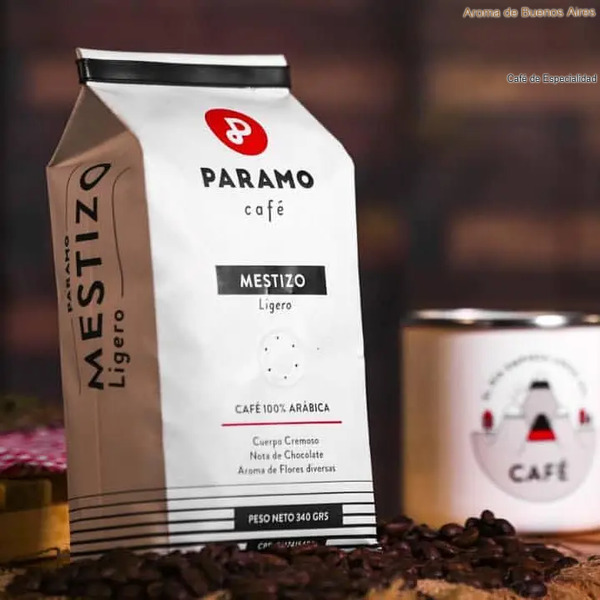 Aroma de Buenos Aires
Café de Especialidad
PARAMO
café
MESTIZO
Ligero
CAFÉ 100% ARÁBICA
Cuerpo Cremoso
Nota de Chocolate
Aroma de Flores diversas
PESO NETO 340 GRS
PARAMO
MESTIZO
Ligero
CAFÉ